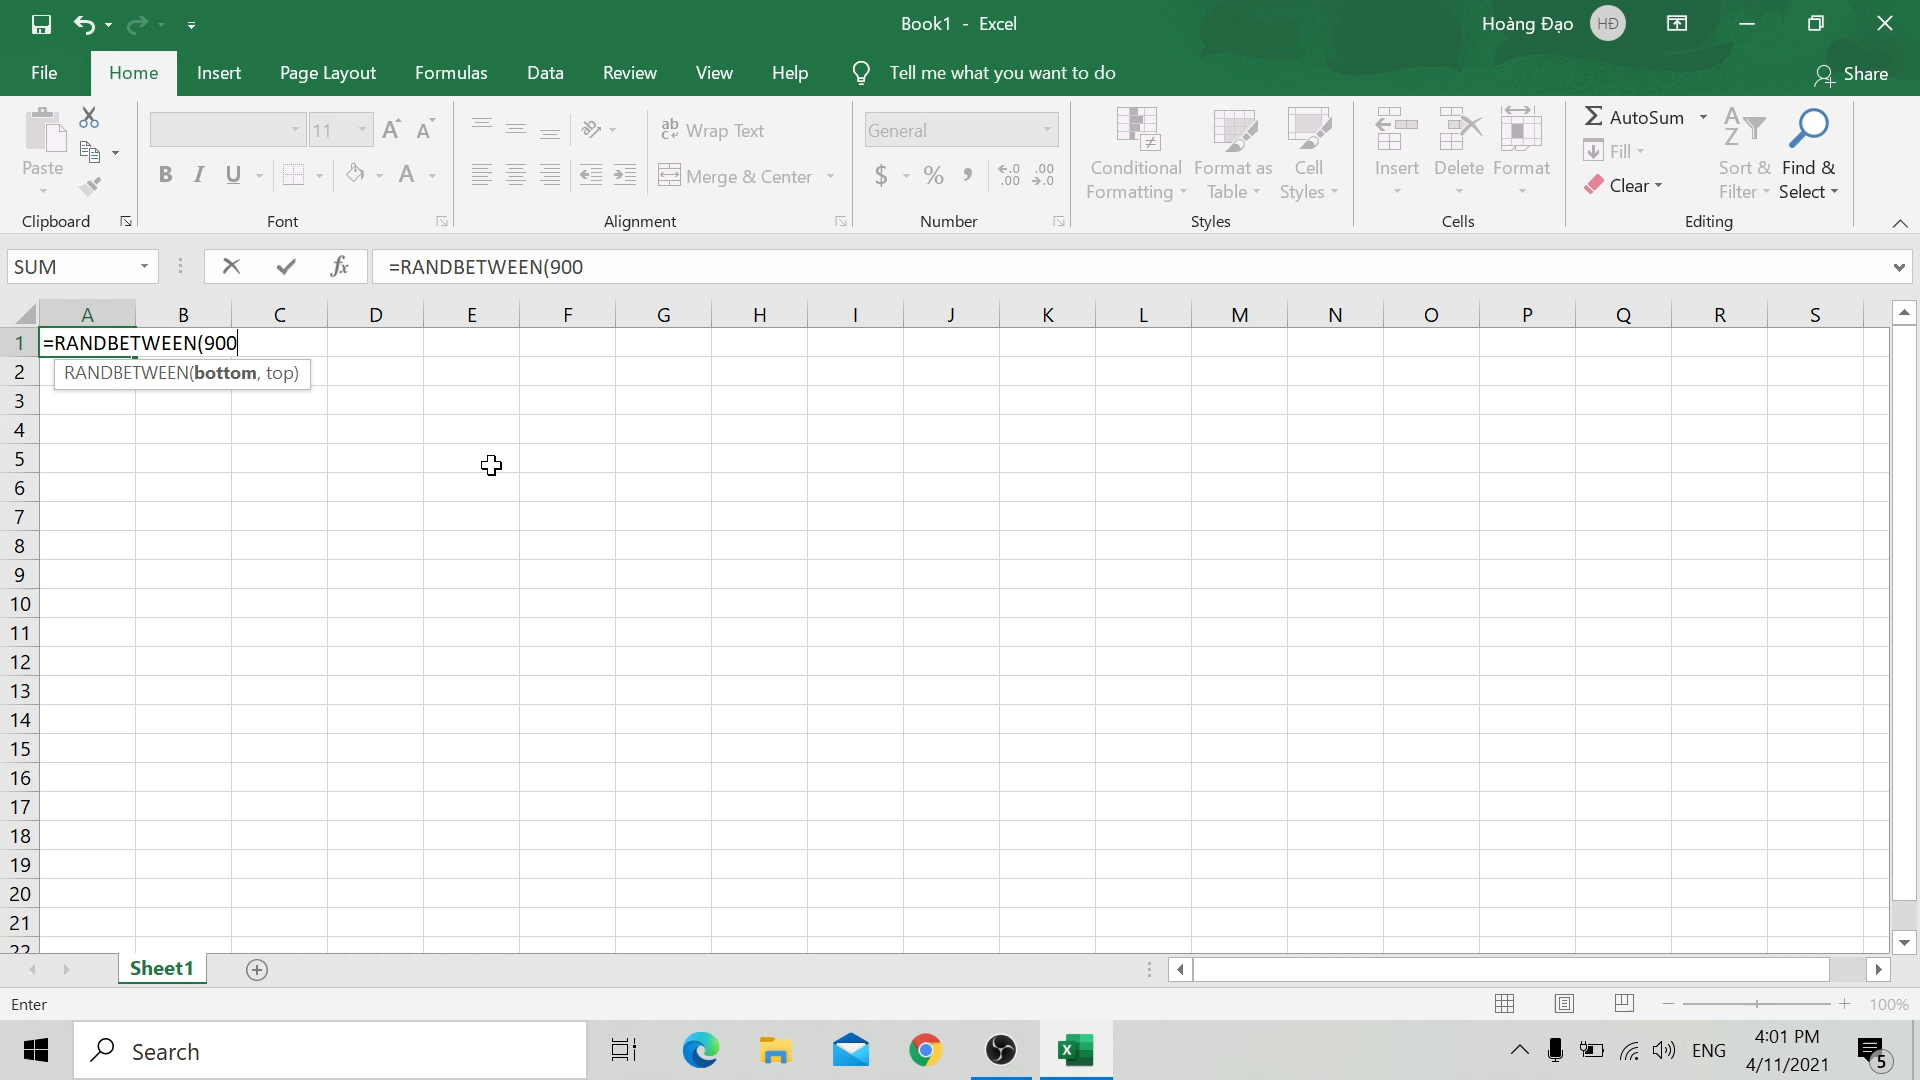 Book1 - Excel
Hoàng Đạo HĐ
File Home Insert Page Layout Formulas Data Review View Help Tell me what you want to do Share
Paste
Clipboard
11
B I U A
Font
ab Wrap Text
Merge & Center
Alignment
General
$ % , .00 .00
Number
Conditional Formatting
Format as Table
Cell Styles
Styles
Insert Delete Format
Cells
AutoSum
Fill
Clear
Sort & Filter
Find & Select
Editing
SUM fx =RANDBETWEEN(900
A B C D E F G H I J K L M N O P Q R S
1 =RANDBETWEEN(900
2 RANDBETWEEN(bottom, top)
3
4
5
6
7
8
9
10
11
12
13
14
15
16
17
18
19
20
21
22
Sheet1
Enter 100%
Search ENG 4:01 PM
4/11/2021 5